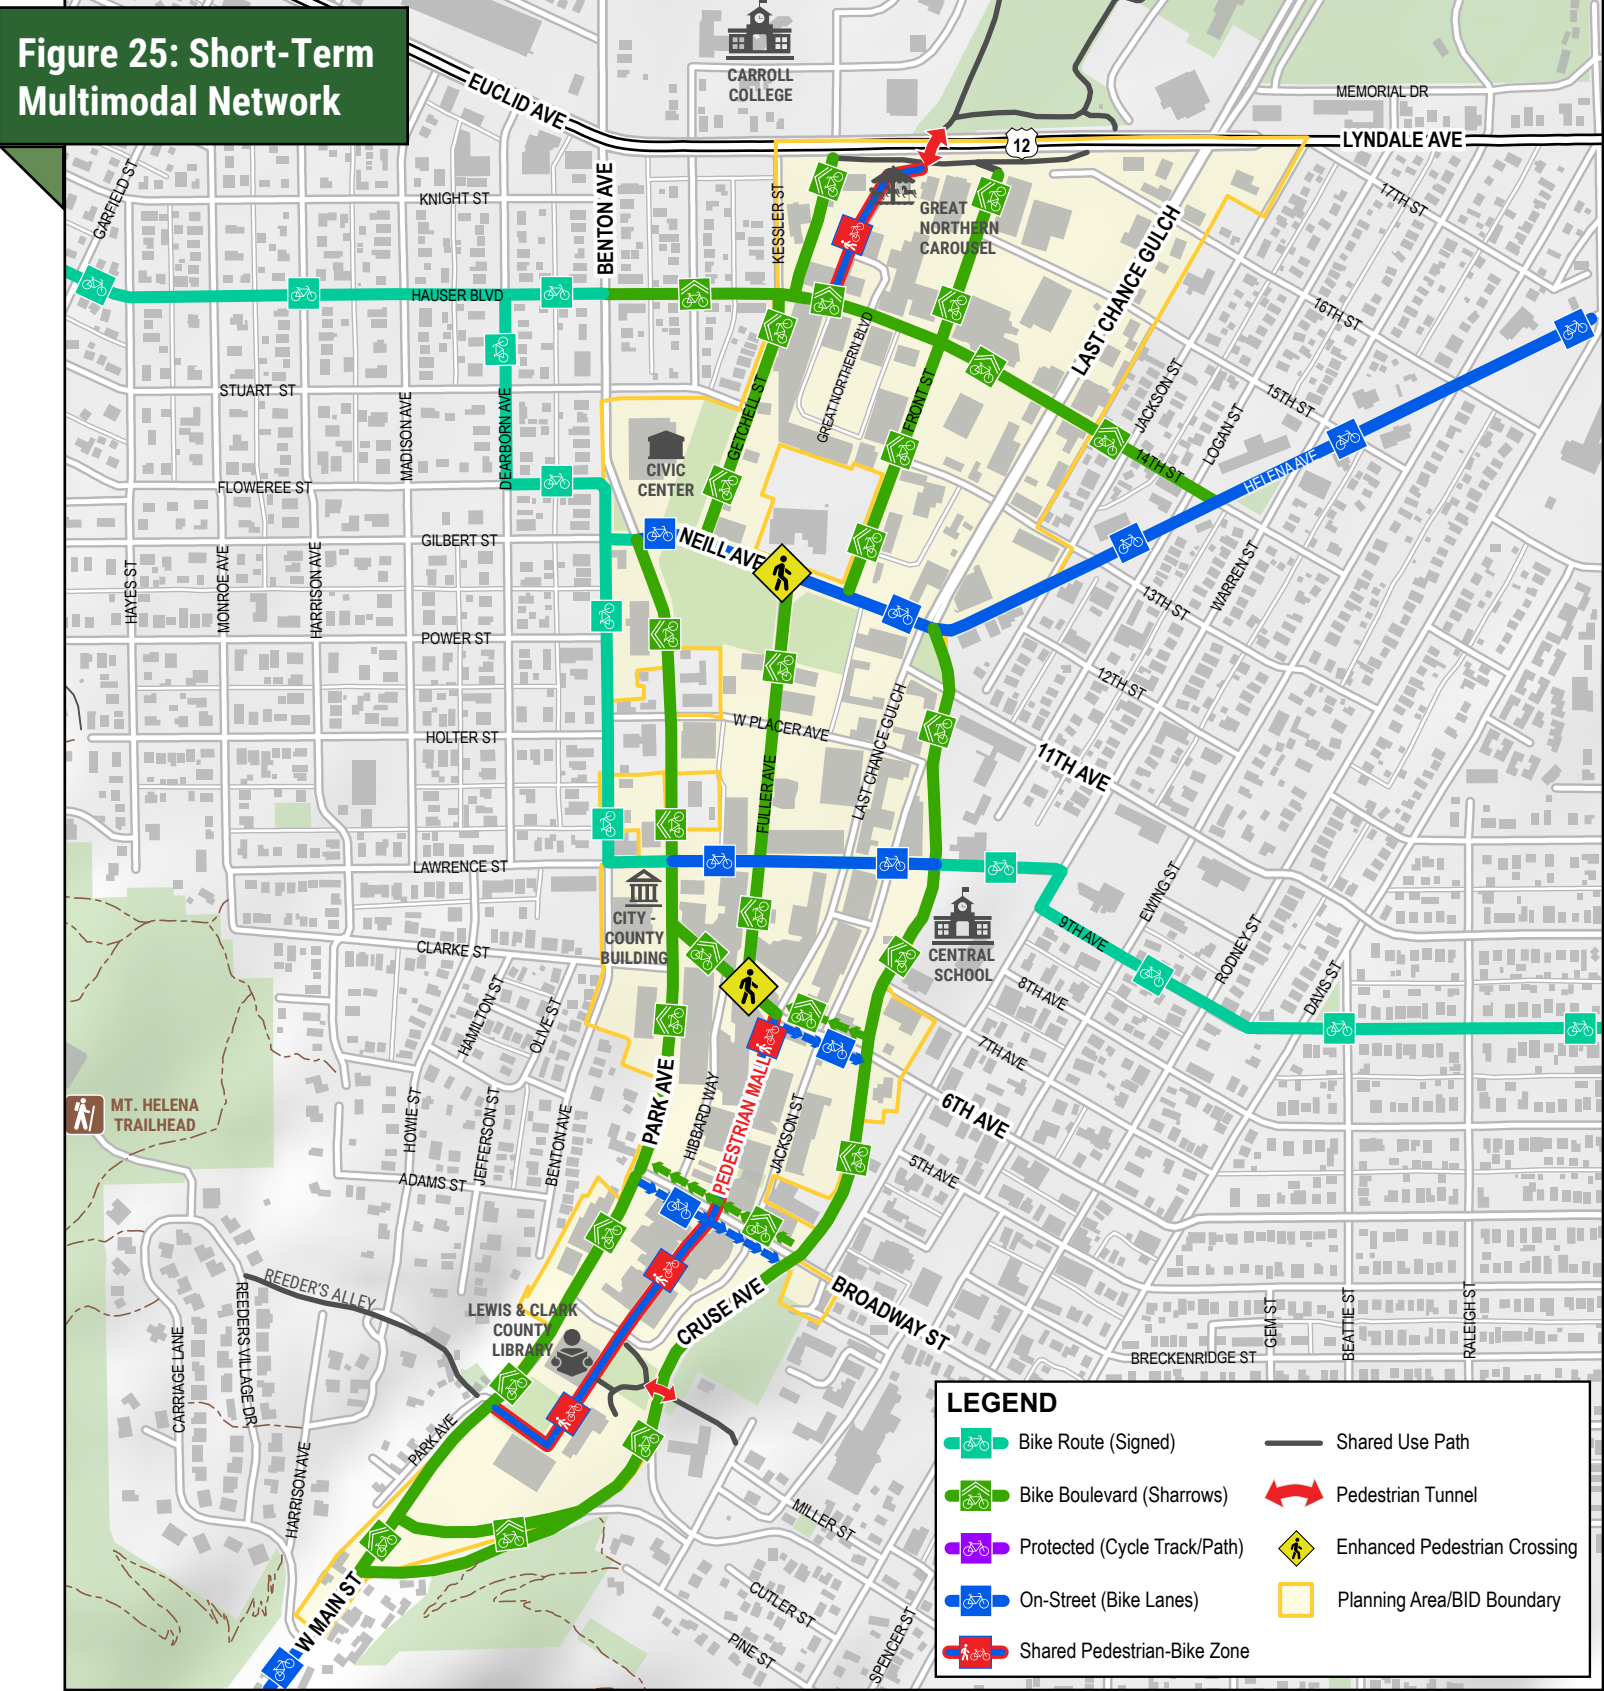 Figure 25: Short-Term
Multimodal Network
CARROLL
COLLEGE
EUCLID AVE
MEMORIAL DR
12
LYNDALE AVE
GARFIELD ST
KNIGHT ST
BENTON AVE
KESSLER ST
GREAT
NORTHERN
CAROUSEL
17TH ST
LAST CHANCE GULCH
HAUSER BLVD
16TH ST
GREAT NORTHERN BLVD
STUART ST
MADISON AVE
DEARBORN AVE
GETCHELL ST
FRONT ST
JACKSON ST
15TH ST
LOGAN ST
CIVIC
CENTER
14TH ST
HELENA AVE
FLOWEREE ST
GILBERT ST
NEILL AVE
HAYES ST
MONROE AVE
HARRISON AVE
13TH ST
WARREN ST
POWER ST
12TH ST
HOLTER ST
W PLACER AVE
LAST CHANCE GULCH
11TH AVE
FULLER AVE
LAWRENCE ST
CITY -
COUNTY
BUILDING
CENTRAL
SCHOOL
EWING ST
9TH AVE
RODNEY ST
CLARKE ST
8TH AVE
DAVIS ST
HAMILTON ST
OLIVE ST
7TH AVE
MT. HELENA
TRAILHEAD
HOWIE ST
JEFFERSON ST
BENTON AVE
PARK AVE
HIBBARD WAY
PEDESTRIAN MALL
JACKSON ST
6TH AVE
5TH AVE
ADAMS ST
REEDER'S ALLEY
REEDERS VILLAGE DR
CARRIAGE LANE
LEWIS & CLARK
COUNTY
LIBRARY
CRUSE AVE
BROADWAY ST
GEM ST
BEATTIE ST
RALEIGH ST
BRECKENRIDGE ST
PARK AVE
HARRISON AVE
MILLER ST
W MAIN ST
CUTLER ST
PINE ST
SPENCER ST
LEGEND
Bike Route (Signed)
Bike Boulevard (Sharrows)
Protected (Cycle Track/Path)
On-Street (Bike Lanes)
Shared Pedestrian-Bike Zone
Shared Use Path
Pedestrian Tunnel
Enhanced Pedestrian Crossing
Planning Area/BID Boundary